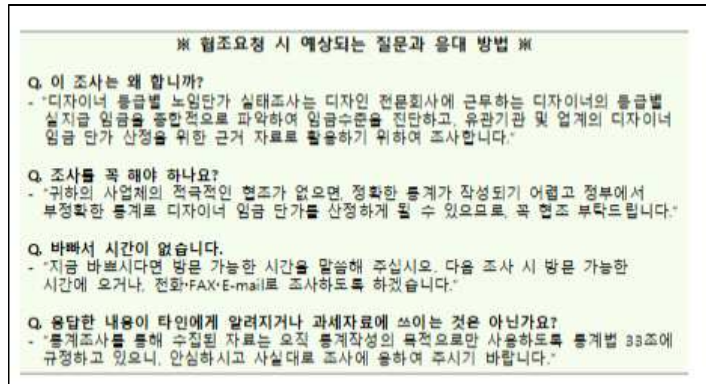 ※ 협조요청 시 예상되는 질문과 응대 방법 ※
Q. 이 조사는 왜 합니까?
- "디자이너 등급별 노임단가 실태조사는 디자인 전문회사에 근무하는 디자이너의 등급별
실지급 임금을 종합적으로 파악하여 임금수준을 진단하고, 유관기관 및 업계의 디자이너
임금 단가 산정을 위한 근거 자료로 활용하기 위하여 조사합니다."
Q. 조사를 꼭 해야 하나요?
- "귀하의 사업체의 적극적인 협조가 없으면, 정확한 통계가 작성되기 어렵고 정부에서
부정확한 통계로 디자이너 임금 단가를 산정하게 될 수 있으므로, 꼭 협조 부탁드립니다."
Q. 바빠서 시간이 없습니다.
- "지금 바쁘시다면 방문 가능한 시간을 말씀해 주십시오. 다음 조사 시 방문 가능한
시간에 오거나, 전화·FAX·E-mail로 조사하도록 하겠습니다."
Q. 응답한 내용이 타인에게 알려지거나 과세자료에 쓰이는 것은 아닌가요?
- "통계조사를 통해 수집된 자료는 오직 통계작성의 목적으로만 사용하도록 통계법 33조에
규정하고 있으니, 안심하시고 사실대로 조사에 응하여 주시기 바랍니다."